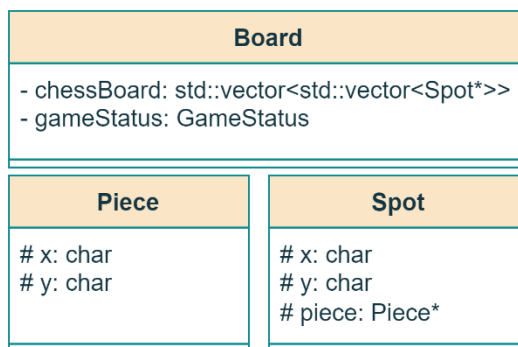 Board
- chessBoard: std::vector<std::vector<Spot*>>
- gameStatus: GameStatus
Piece
# x: char
# y: char
Spot
# x: char
# y: char
# piece: Piece*